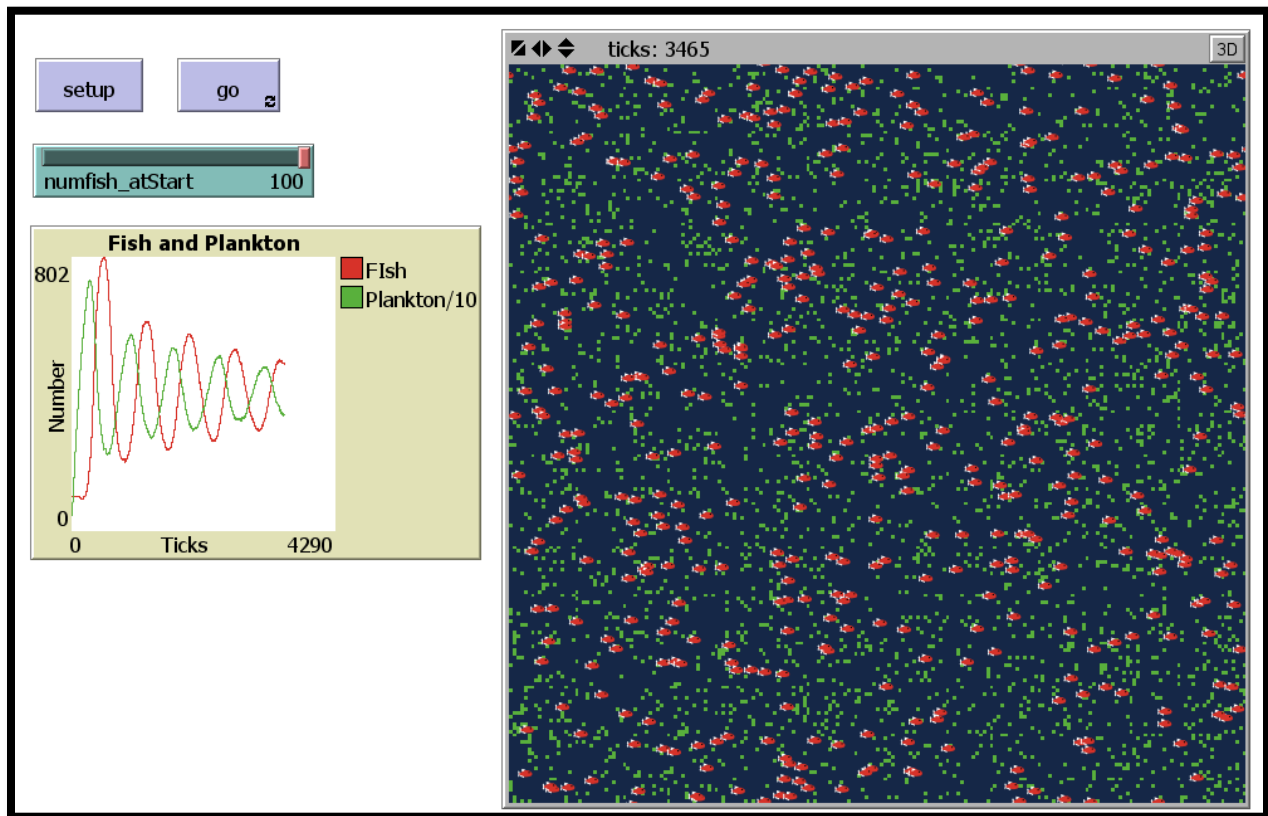 setup
go
numfish_atStart 100
Fish and Plankton
802
Number
0
0 Ticks 4290
FIsh
Plankton/10
ticks: 3465
3D